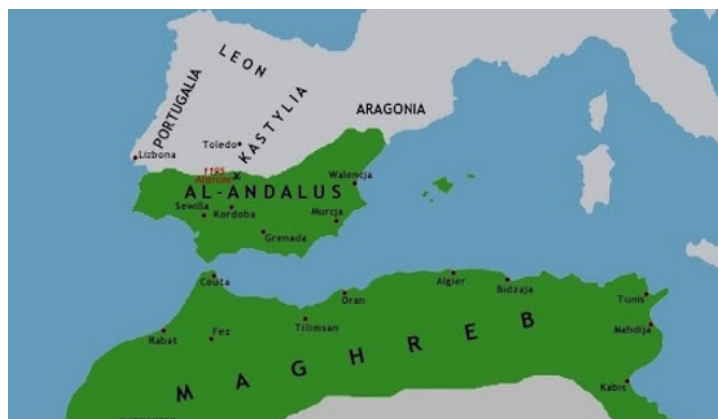 LEON
PORTUGALIA
KASTYLIA
ARAGONIA
Toledo
Lizbona
1195
Alarcos
Walencja
AL-ANDALUS
Sewilla
Kordoba
Murcja
Grenada
Ceuta
Algier
Bidżaja
Oran
Tunis
Tilimsan
Mahdija
Rabat
Fez
MAGHREB
Kabis